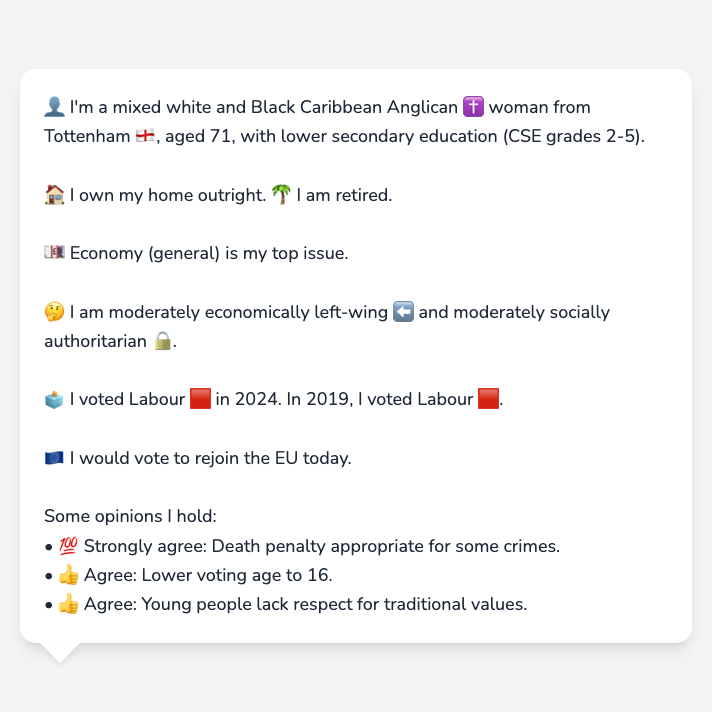 👤 I'm a mixed white and Black Caribbean Anglican ✝️ woman from
Tottenham 🏴󠁧󠁢󠁥󠁮󠁧󠁿, aged 71, with lower secondary education (CSE grades 2-5).
🏠 I own my home outright. 🌴 I am retired.
💷 Economy (general) is my top issue.
🤔 I am moderately economically left-wing ⬅️ and moderately socially
authoritarian 🔒.
🗳️ I voted Labour 🟥 in 2024. In 2019, I voted Labour 🟥.
🇪🇺 I would vote to rejoin the EU today.
Some opinions I hold:
• 💯 Strongly agree: Death penalty appropriate for some crimes.
• 👍 Agree: Lower voting age to 16.
• 👍 Agree: Young people lack respect for traditional values.